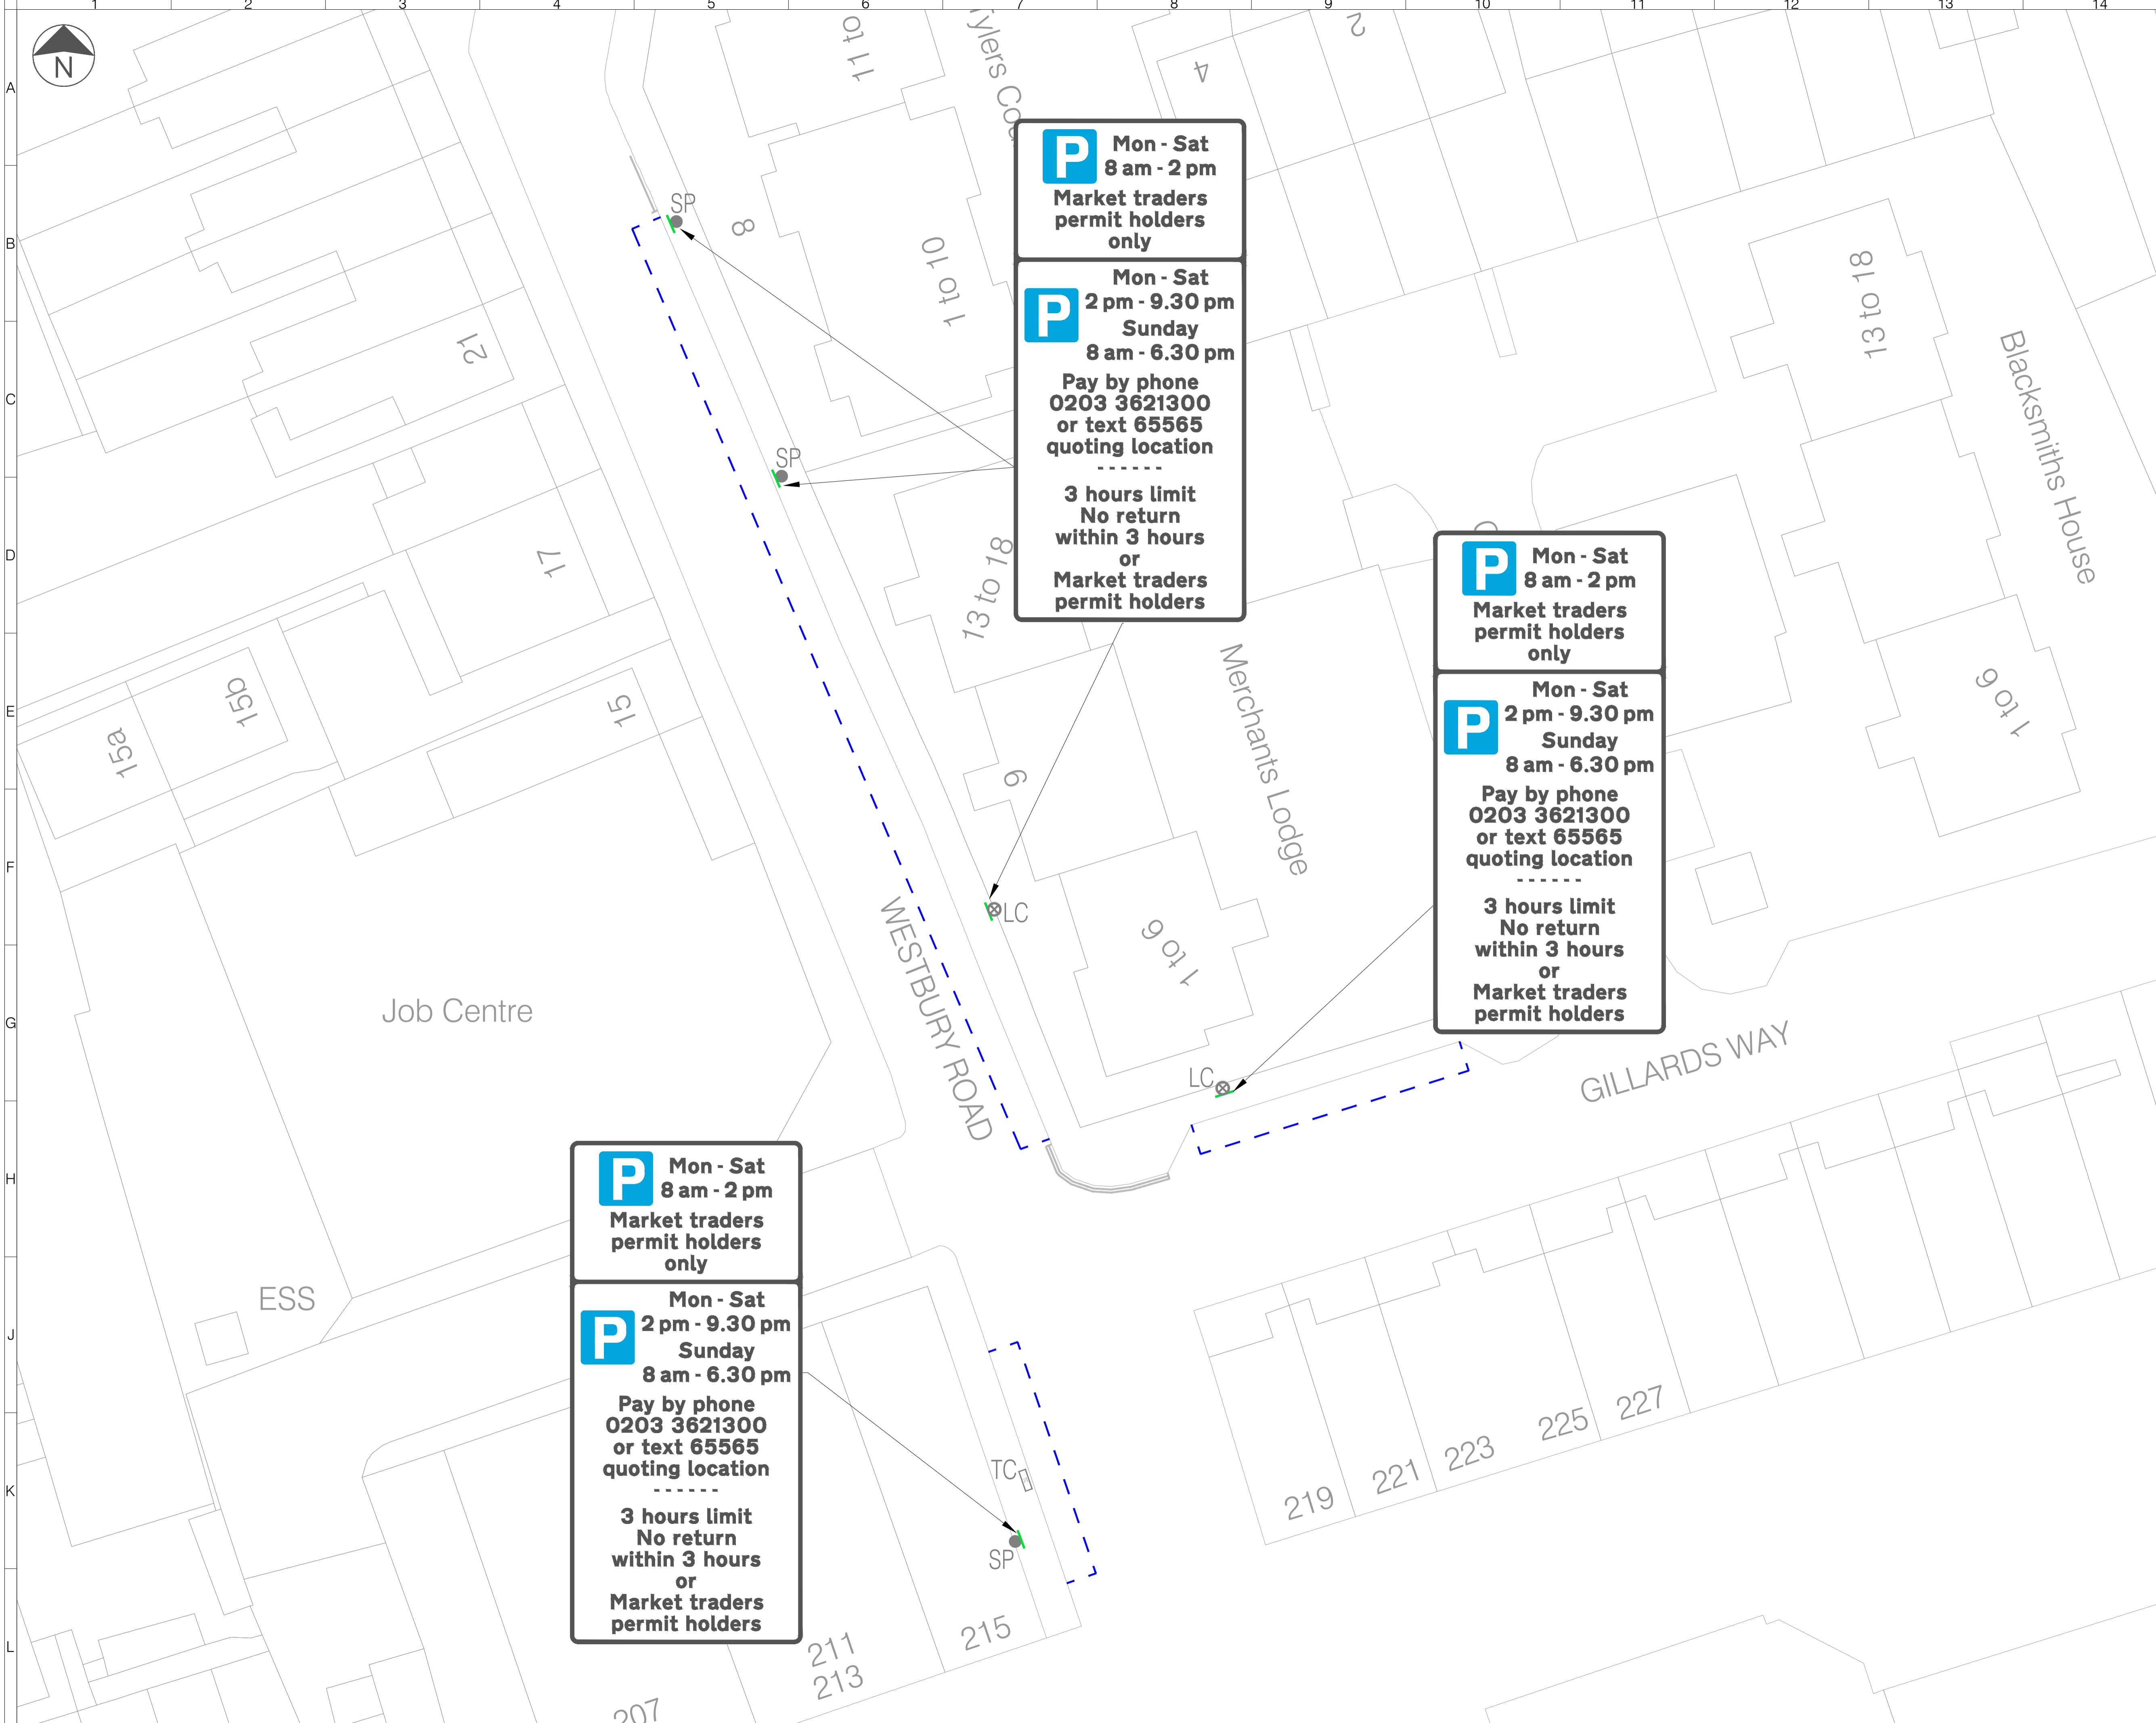 1 2 3 4 5 6 7 8 9 10 11 12 13 14
A
B
C
D
E
F
G
H
J
K
L
N
11 to 11
Tylers
4
2
SP
8
1 to 10
21
SP
17
13 to 18
15b
15a
15
9
LC
Merchants Lodge
1 to 6
WESTBURY ROAD
Job Centre
LC
13 to 18
Blacksmiths House
1 to 6
GILLARDS WAY
ESS
TC
SP
219
221
223
225
227
215
211
213
207
P
Mon - Sat
8 am - 2 pm
Market traders
permit holders
only
P
Mon - Sat
2 pm - 9.30 pm
Sunday
8 am - 6.30 pm
Pay by phone
0203 3621300
or text 65565
quoting location
------
3 hours limit
No return
within 3 hours
or
Market traders
permit holders
P
Mon - Sat
8 am - 2 pm
Market traders
permit holders
only
P
Mon - Sat
2 pm - 9.30 pm
Sunday
8 am - 6.30 pm
Pay by phone
0203 3621300
or text 65565
quoting location
------
3 hours limit
No return
within 3 hours
or
Market traders
permit holders
P
Mon - Sat
8 am - 2 pm
Market traders
permit holders
only
P
Mon - Sat
2 pm - 9.30 pm
Sunday
8 am - 6.30 pm
Pay by phone
0203 3621300
or text 65565
quoting location
------
3 hours limit
No return
within 3 hours
or
Market traders
permit holders